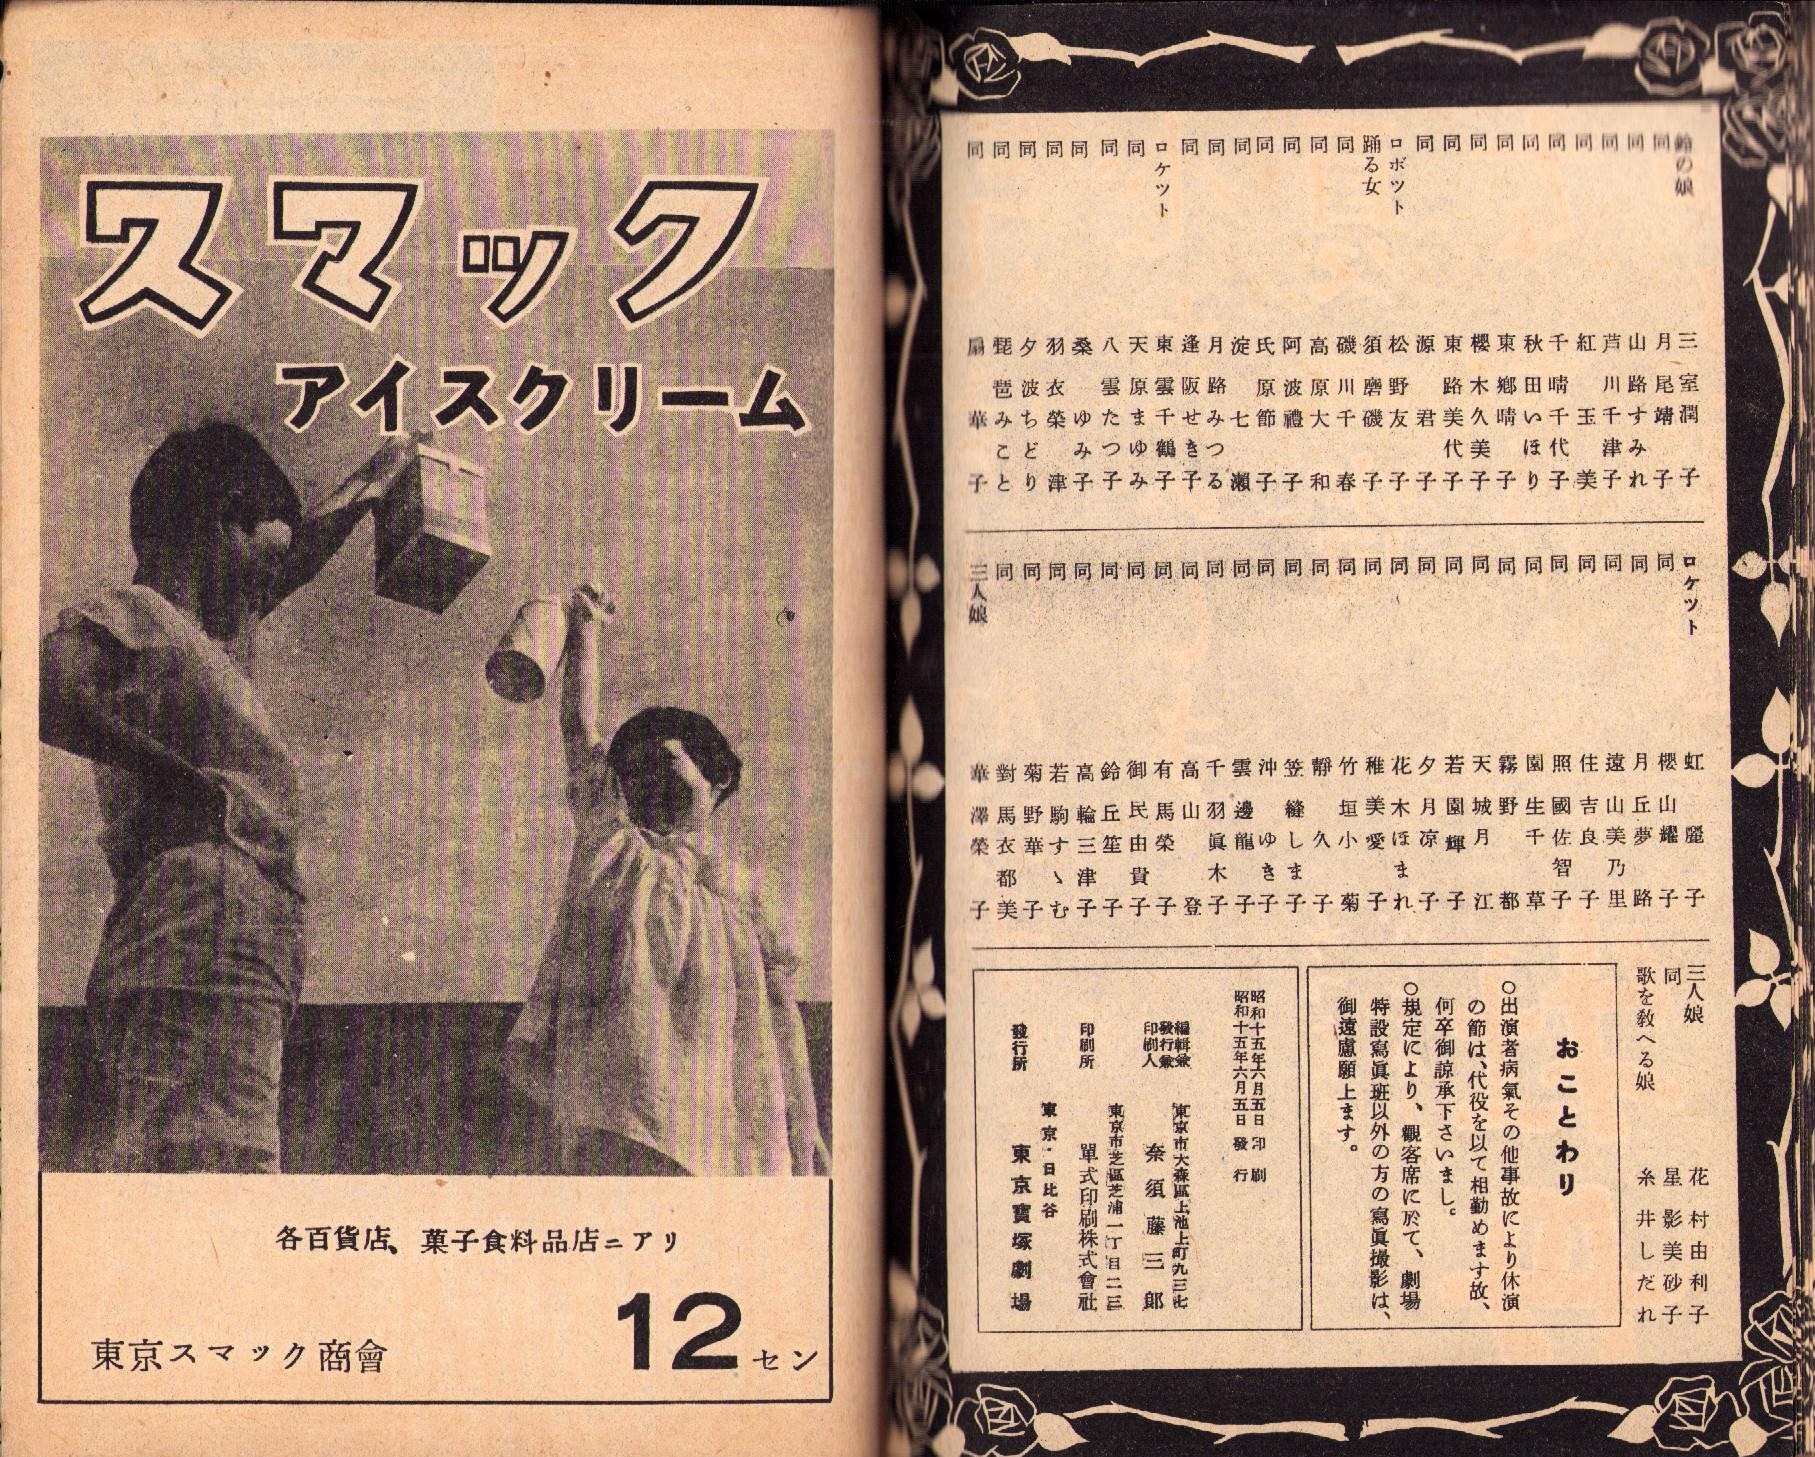 スマック
アイスクリーム
各百貨店、菓子食料品店ニアリ
12セン
東京スマック商會
鈴の娘 三室潤子
同 月尾靖子
同 山路すみれ
同 芦川千津子
同 紅玉美
同 千晴千代子
同 秋田いほり
同 東郷晴子
同 櫻木久美子
同 東路美代子
同 源君子
ロボツト 松野友子
踊る女 須磨磯子
同 磯川千春
同 高原大和
同 阿波禮子
同 氏原節子
同 淀七瀬
同 月路みつる
同 逢阪せき子
ロケツト 東雲千鶴子
同 天原まゆみ
同 八雲たつ子
同 桑ゆみ子
同 羽衣榮津
同 夕波ちどり
同 琵琶みこと
同 扇華子
ロケツト 虹麗子
同 櫻山耀子
同 月丘夢路
同 遠山美乃里
同 佳吉良子
同 照國佐智子
同 園生千草
同 霧野都
同 天城月江
同 若園輝子
同 夕月凉子
同 花木ほまれ
同 稚美愛子
同 竹垣小菊
同 靜久子
同 笠縫しま子
同 沖ゆき子
同 雲邊龍子
同 千羽眞木子
同 高山登
同 有馬榮子
同 御民由貴子
同 鈴丘笙子
同 高輪三津子
同 若駒すゝむ
同 菊野華子
同 對馬衣都美
三人娘 華澤榮子
三人娘 花村由利子
同 星影美砂子
歌を敎へる娘 糸井しだれ
おことわり
○出演者病氣その他事故により休演
の節は、代役を以て相勤めます故、
何卒御諒承下さいまし。
○規定により、觀客席に於て、劇場
特設寫眞班以外の方の寫眞撮影は、
御遠慮願上ます。
昭和十五年六月五日 印刷
昭和十五年六月五日 發行
東京市大森區上池上町九三七
編輯兼
發行兼
印刷人 奈須藤三郎
東京市芝區芝浦一丁目二三
印刷所 單式印刷株式會社
東京・日比谷
發行所 東京寶塚劇場